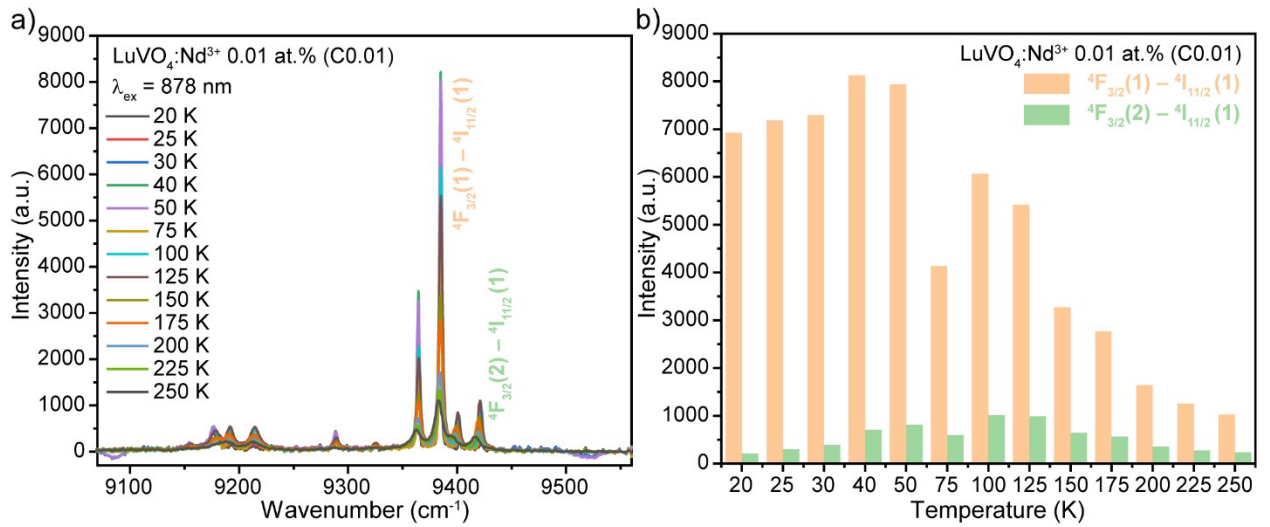 a)
LuVO₄:Nd³⁺ 0.01 at.% (C0.01)
λₑₓ = 878 nm
20 K
25 K
30 K
40 K
50 K
75 K
100 K
125 K
150 K
175 K
200 K
225 K
250 K
⁴F₃/₂(1) – ⁴I₁₁/₂(1)
⁴F₃/₂(2) – ⁴I₁₁/₂(1)
Intensity (a.u.)
9000
8000
7000
6000
5000
4000
3000
2000
1000
0
9100 9200 9300 9400 9500
Wavenumber (cm⁻¹)
b)
LuVO₄:Nd³⁺ 0.01 at.% (C0.01)
⁴F₃/₂(1) – ⁴I₁₁/₂(1)
⁴F₃/₂(2) – ⁴I₁₁/₂(1)
Intensity (a.u.)
9000
8000
7000
6000
5000
4000
3000
2000
1000
0
20 25 30 40 50 75 100 125 150 175 200 225 250
Temperature (K)